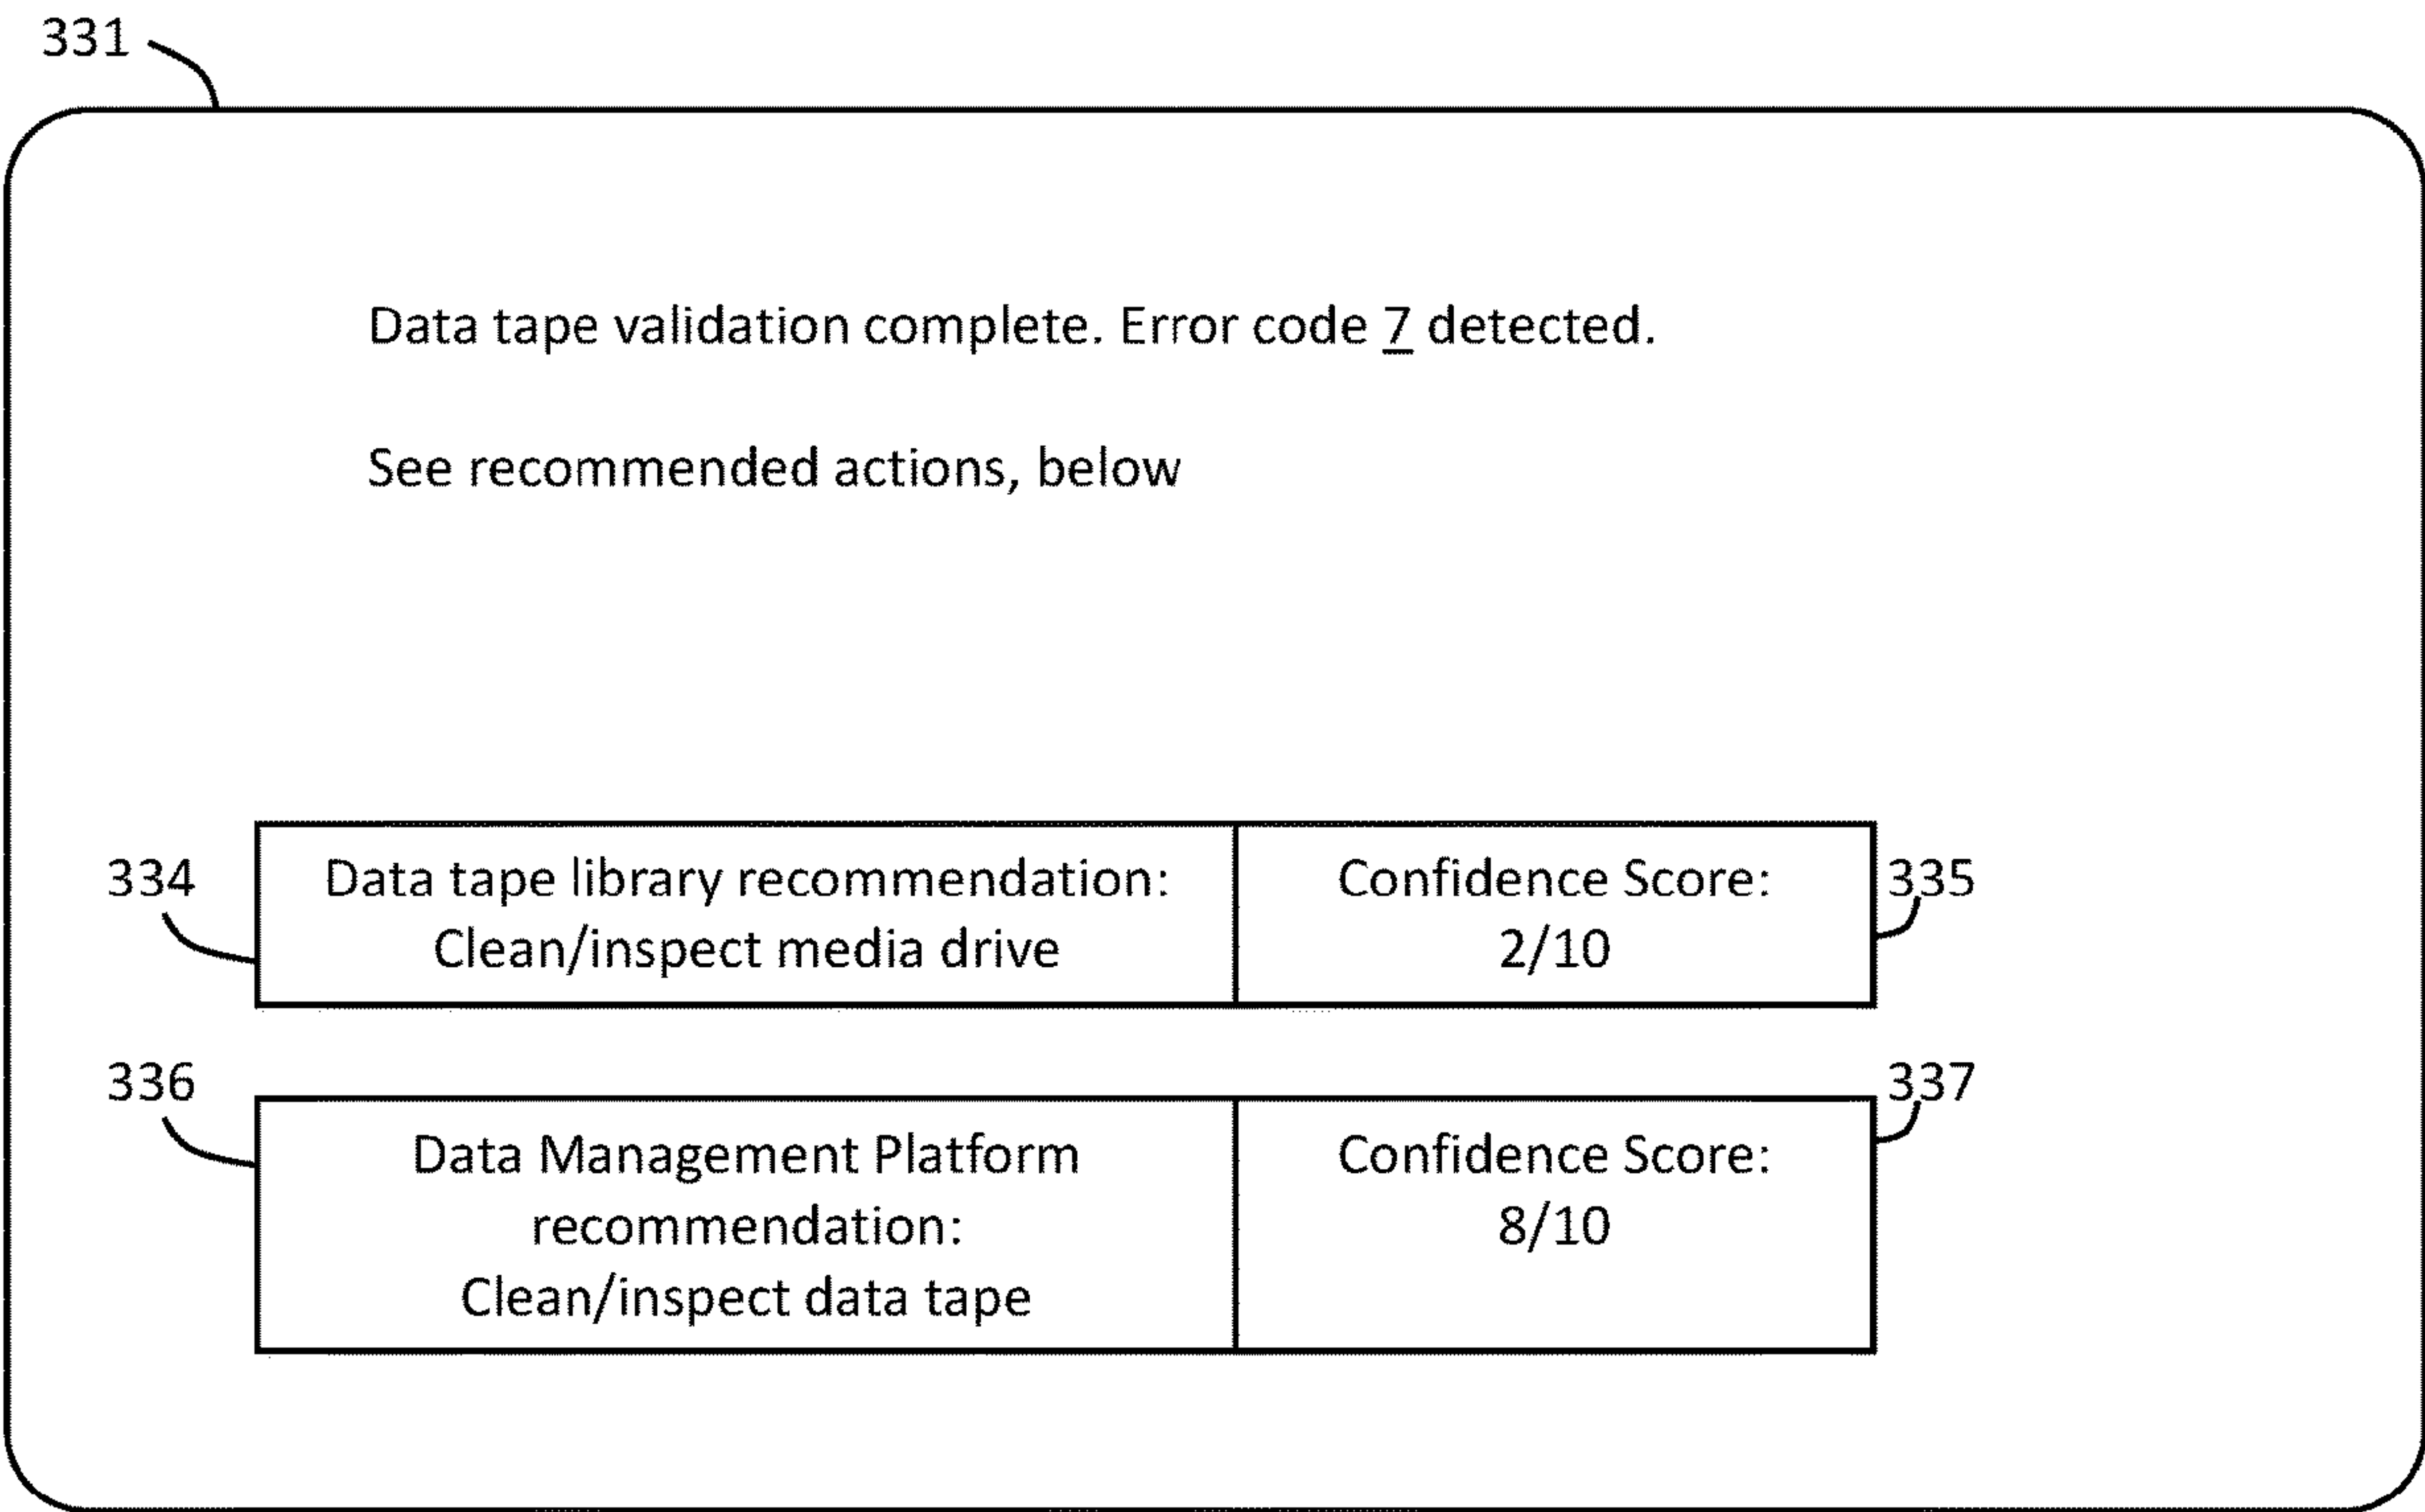 331
Data tape validation complete. Error code 7 detected.
See recommended actions, below
334
Data tape library recommendation:
Clean/inspect media drive
Confidence Score:
2/10
335
336
Data Management Platform
recommendation:
Clean/inspect data tape
Confidence Score:
8/10
337